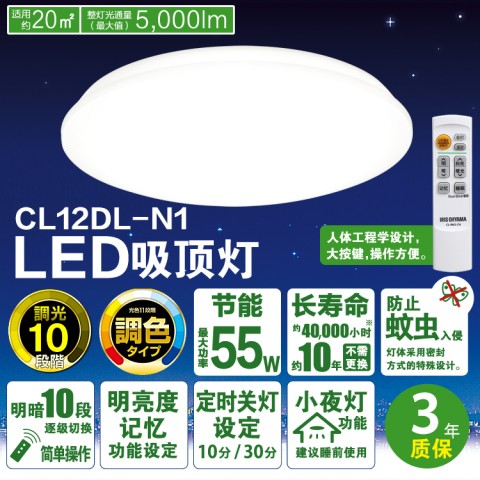 适用
约20㎡
整灯光通量
(最大值)
5,000lm
IRIS OHYAMA
人体工程学设计,
大按键,操作方便。
CL12DL-N1
LED吸顶灯
調光
10
段階
光色11段階
調色
タイプ
节能
最大功率
55W
长寿命
约40,000小时※
约10年
不需更换
防止
蚊虫入侵
灯体采用密封
方式的特殊设计。
明暗10段
逐级切换
简单操作
明亮度
记忆
功能设定
定时关灯
设定
10分/30分
小夜灯
功能
建议睡前使用
3年
质保